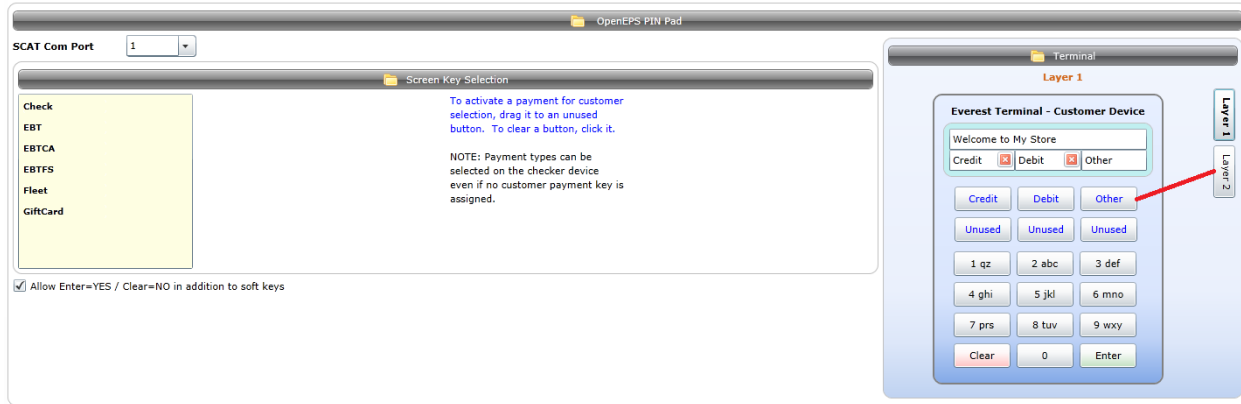 OpenEPS PIN Pad
SCAT Com Port 1
Screen Key Selection
Check
EBT
EBTCA
EBTFS
Fleet
GiftCard
To activate a payment for customer
selection, drag it to an unused
button. To clear a button, click it.
NOTE: Payment types can be
selected on the checker device
even if no customer payment key is
assigned.
Allow Enter=YES / Clear=NO in addition to soft keys
Terminal
Layer 1
Everest Terminal - Customer Device
Welcome to My Store
Credit Debit Other
Credit Debit Other
Unused Unused Unused
1 qz 2 abc 3 def
4 ghi 5 jkl 6 mno
7 prs 8 tuv 9 wxy
Clear 0 Enter
Layer 1
Layer 2